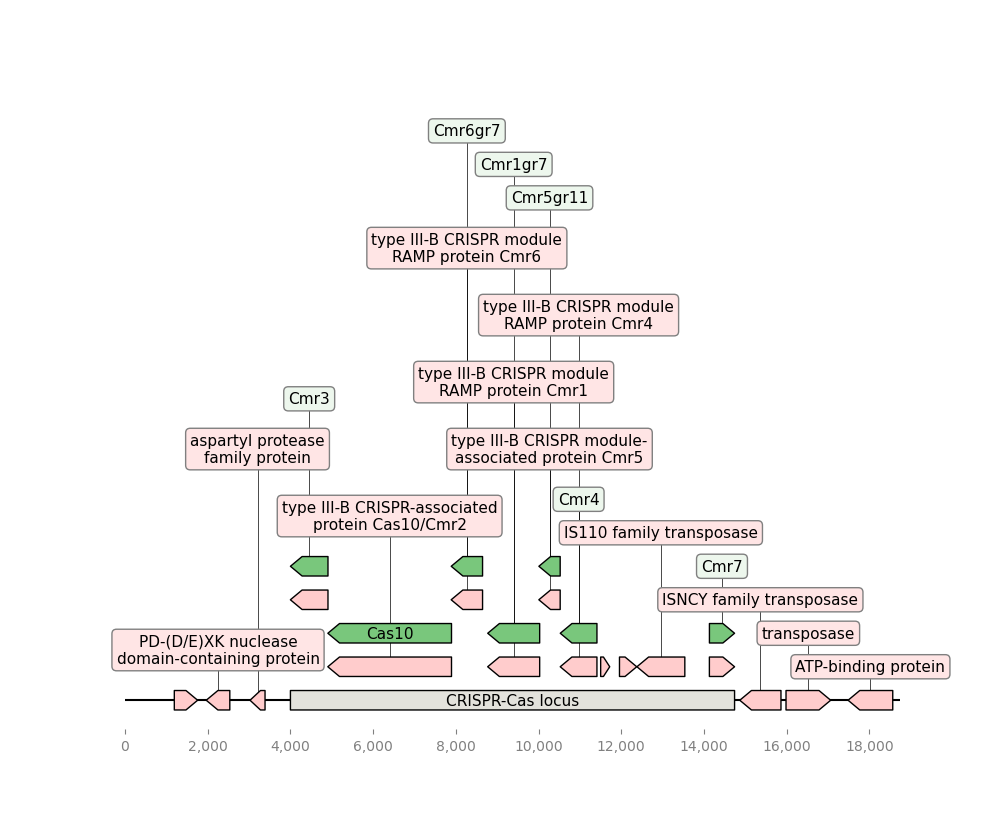 Cmr6gr7
Cmr1gr7
Cmr5gr11
type III-B CRISPR module
RAMP protein Cmr6
type III-B CRISPR module
RAMP protein Cmr4
type III-B CRISPR module
RAMP protein Cmr1
Cmr3
aspartyl protease
family protein
type III-B CRISPR module-
associated protein Cmr5
type III-B CRISPR-associated
protein Cas10/Cmr2
Cmr4
IS110 family transposase
Cmr7
ISNCY family transposase
Cas10
transposase
PD-(D/E)XK nuclease
domain-containing protein
ATP-binding protein
CRISPR-Cas locus
0 2,000 4,000 6,000 8,000 10,000 12,000 14,000 16,000 18,000